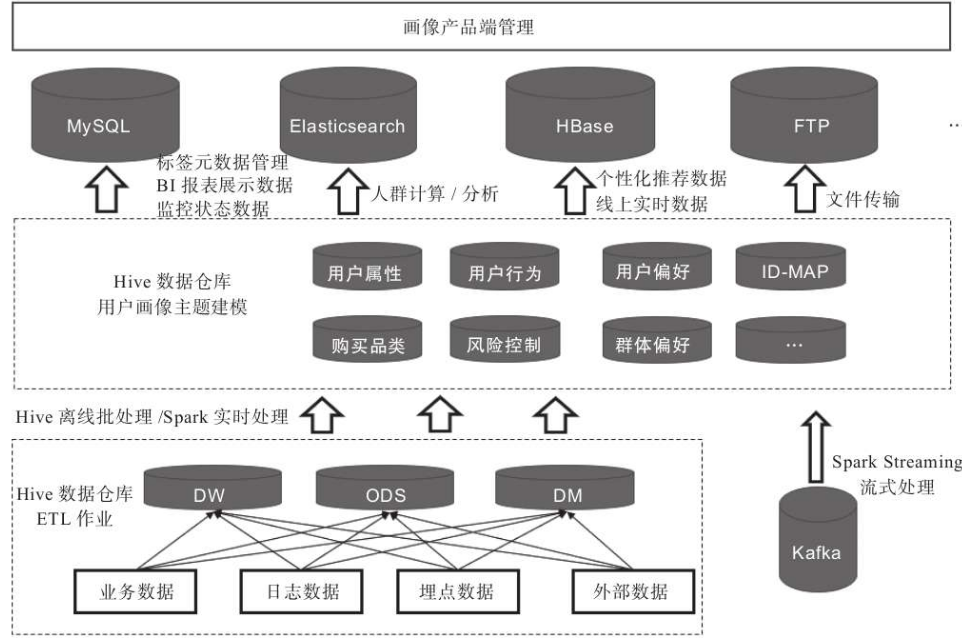 画像产品端管理
MySQL
Elasticsearch
HBase
FTP
…
标签元数据管理
BI 报表展示数据
监控状态数据
人群计算 / 分析
个性化推荐数据
线上实时数据
文件传输
Hive 数据仓库
用户画像主题建模
用户属性
用户行为
用户偏好
ID-MAP
购买品类
风险控制
群体偏好
…
Hive 离线批处理 /Spark 实时处理
Spark Streaming
流式处理
Hive 数据仓库
ETL 作业
DW
ODS
DM
Kafka
业务数据
日志数据
埋点数据
外部数据